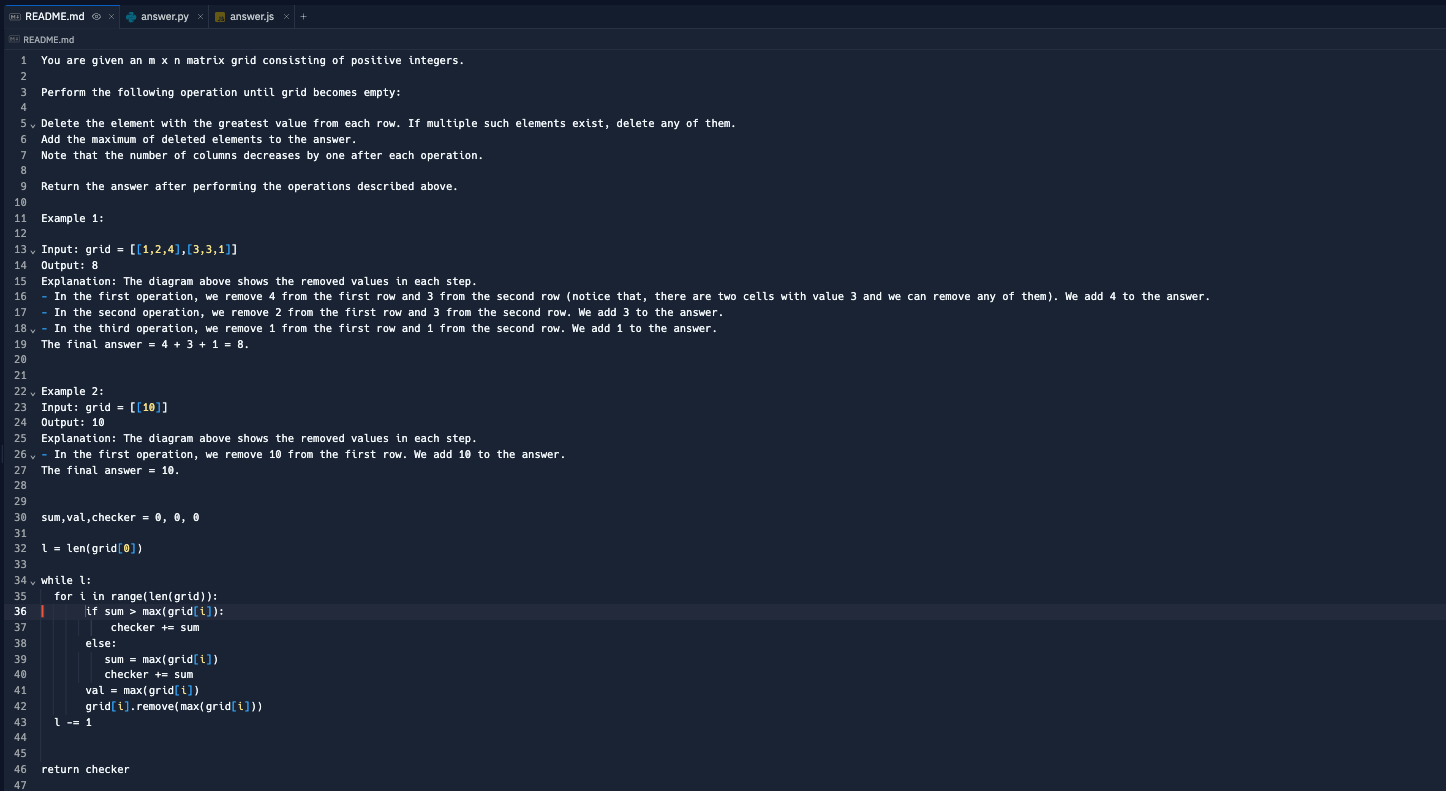 README.md
answer.py
answer.js
README.md
1 You are given an m x n matrix grid consisting of positive integers.
2
3 Perform the following operation until grid becomes empty:
4
5 Delete the element with the greatest value from each row. If multiple such elements exist, delete any of them.
6 Add the maximum of deleted elements to the answer.
7 Note that the number of columns decreases by one after each operation.
8
9 Return the answer after performing the operations described above.
10
11 Example 1:
12
13 Input: grid = [[1,2,4],[3,3,1]]
14 Output: 8
15 Explanation: The diagram above shows the removed values in each step.
16 - In the first operation, we remove 4 from the first row and 3 from the second row (notice that, there are two cells with value 3 and we can remove any of them). We add 4 to the answer.
17 - In the second operation, we remove 2 from the first row and 3 from the second row. We add 3 to the answer.
18 - In the third operation, we remove 1 from the first row and 1 from the second row. We add 1 to the answer.
19 The final answer = 4 + 3 + 1 = 8.
20
21
22 Example 2:
23 Input: grid = [[10]]
24 Output: 10
25 Explanation: The diagram above shows the removed values in each step.
26 - In the first operation, we remove 10 from the first row. We add 10 to the answer.
27 The final answer = 10.
28
29
30 sum,val,checker = 0, 0, 0
31
32 l = len(grid[0])
33
34 while l:
35   for i in range(len(grid)):
36        if sum > max(grid[i]):
37            checker += sum
38        else:
39           sum = max(grid[i])
40           checker += sum
41        val = max(grid[i])
42        grid[i].remove(max(grid[i]))
43   l -= 1
44
45
46 return checker
47